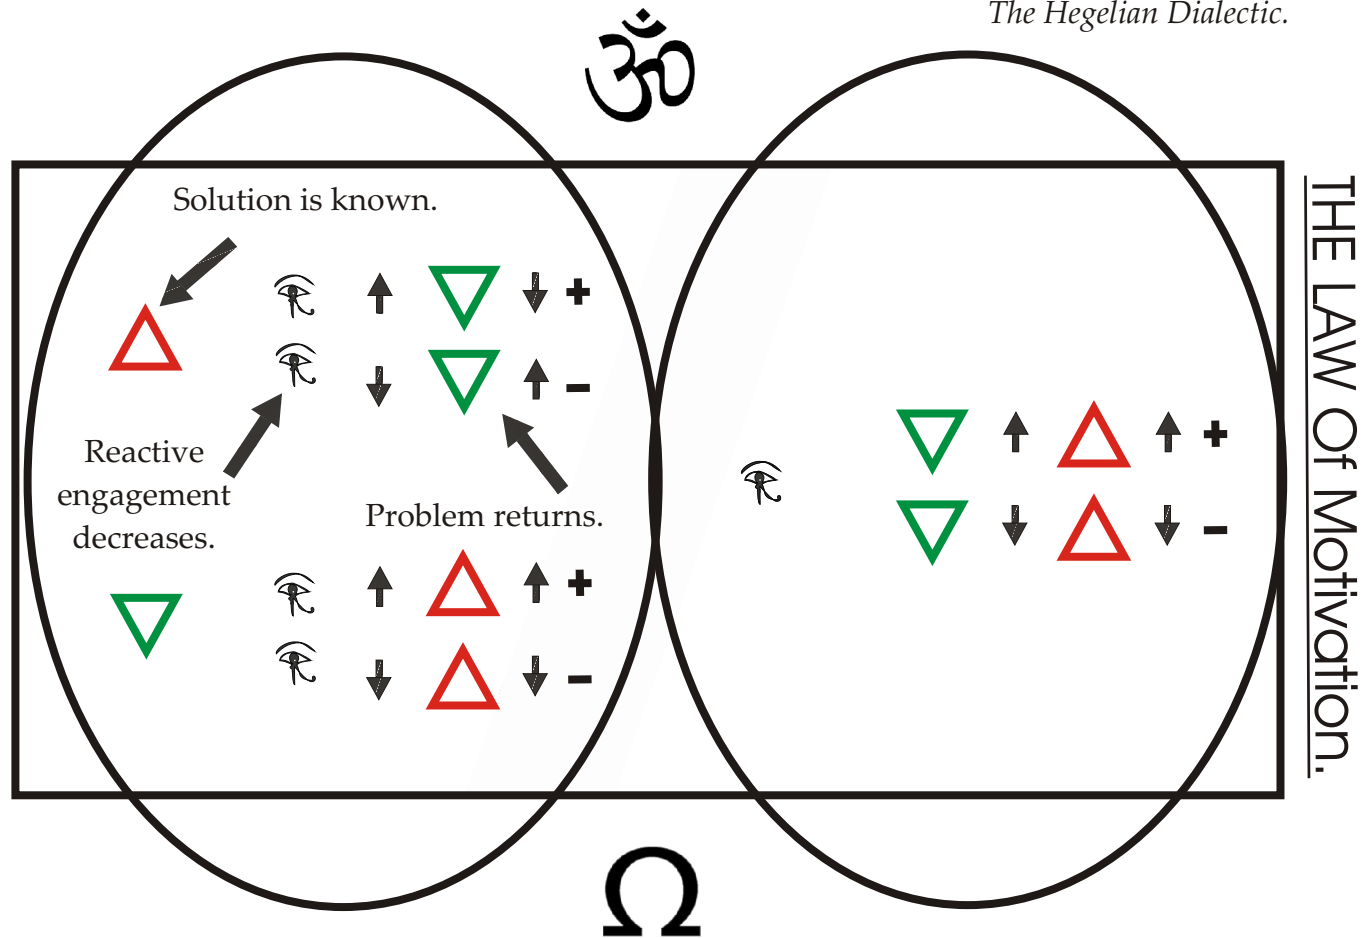 The Hegelian Dialectic.
ॐ
Solution is known.
+
−
Reactive
engagement
decreases.
Problem returns.
+
−
+
−
THE LAW Of Motivation.
Ω